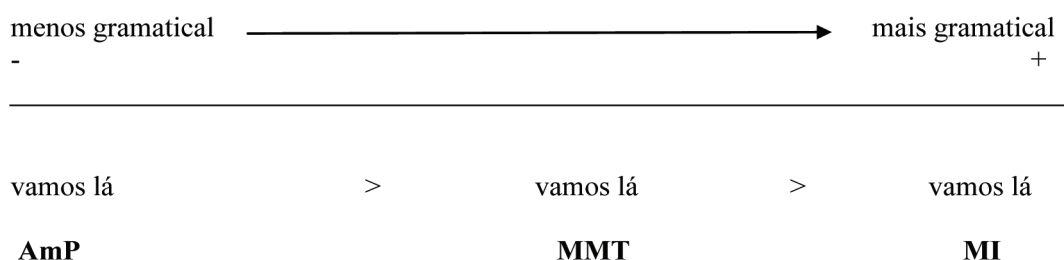 menos gramatical mais gramatical
- +
vamos lá > vamos lá > vamos lá
AmP MMT MI